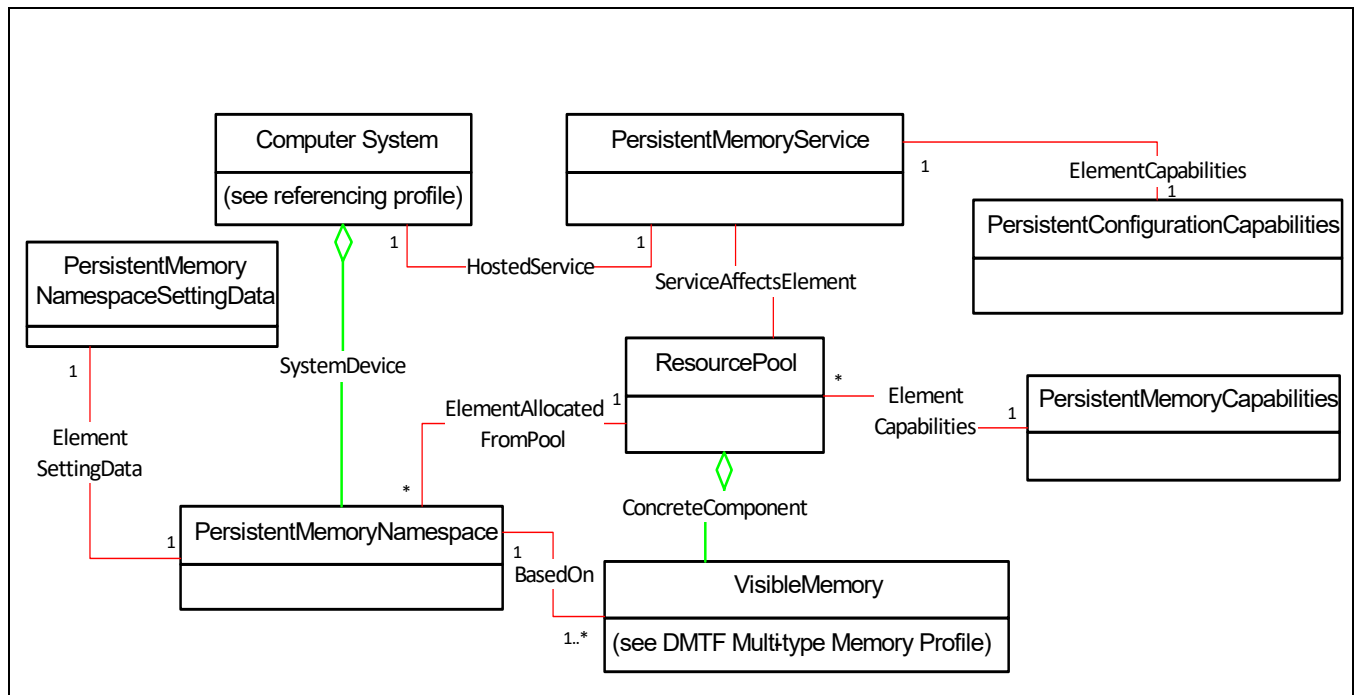 Computer System
(see referencing profile)
PersistentMemoryService
1
ElementCapabilities
1
PersistentConfigurationCapabilities
PersistentMemory
NamespaceSettingData
1
HostedService
1
ServiceAffectsElement
1
SystemDevice
ResourcePool
*
Element
Capabilities
1
PersistentMemoryCapabilities
ElementAllocated
FromPool
1
*
Element
SettingData
1
ConcreteComponent
PersistentMemoryNamespace
1
BasedOn
1..*
VisibleMemory
(see DMTF Multi-type Memory Profile)